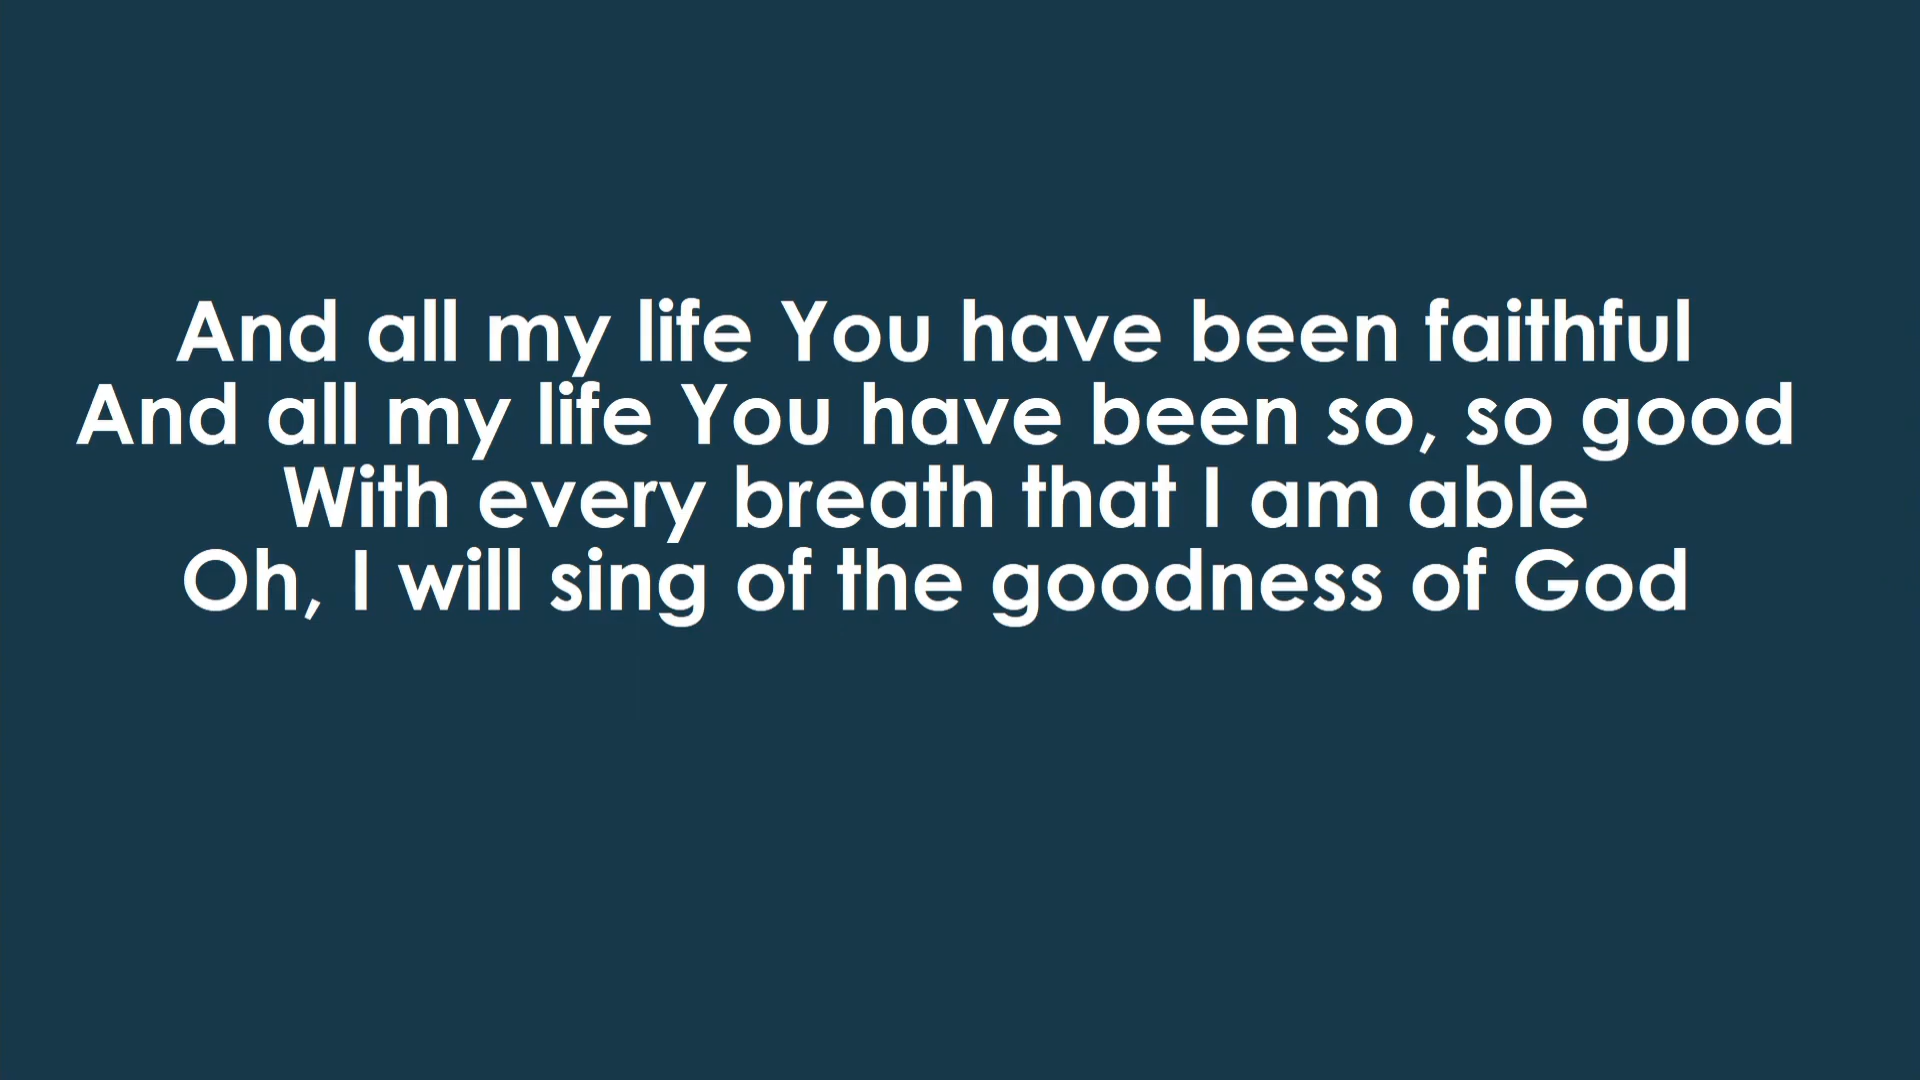 And all my life You have been faithful
And all my life You have been so, so good
With every breath that I am able
Oh, I will sing of the goodness of God